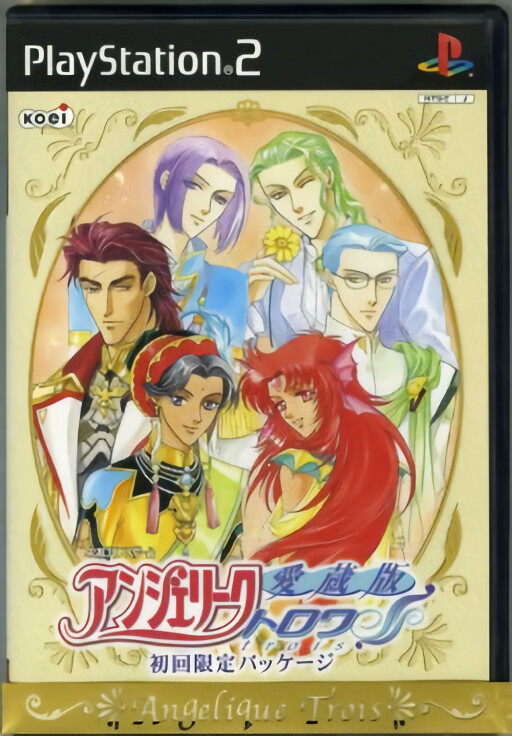 PlayStation.2
KOEI
アンジェリーク 愛蔵版
トロワ
trois
初回限定パッケージ
Angelique Trois